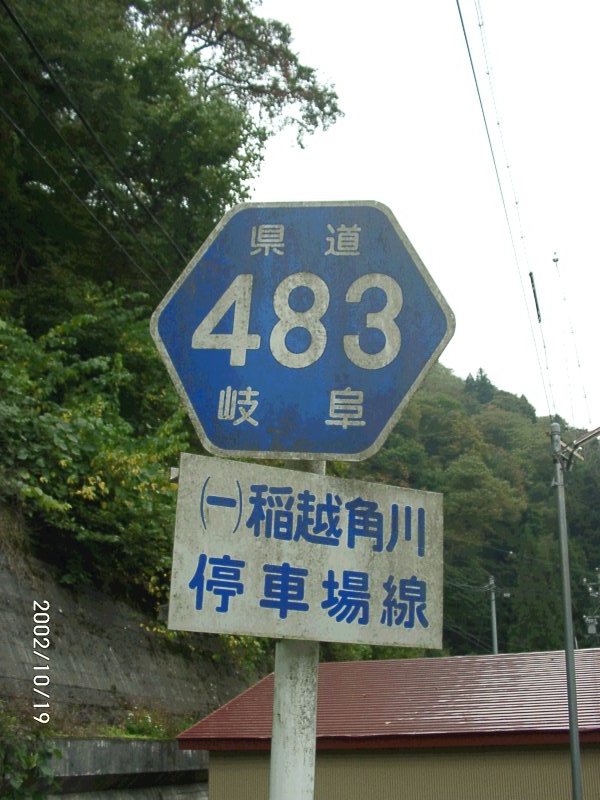 県道
483
岐阜
(一)稲越角川
停車場線
2002/10/19